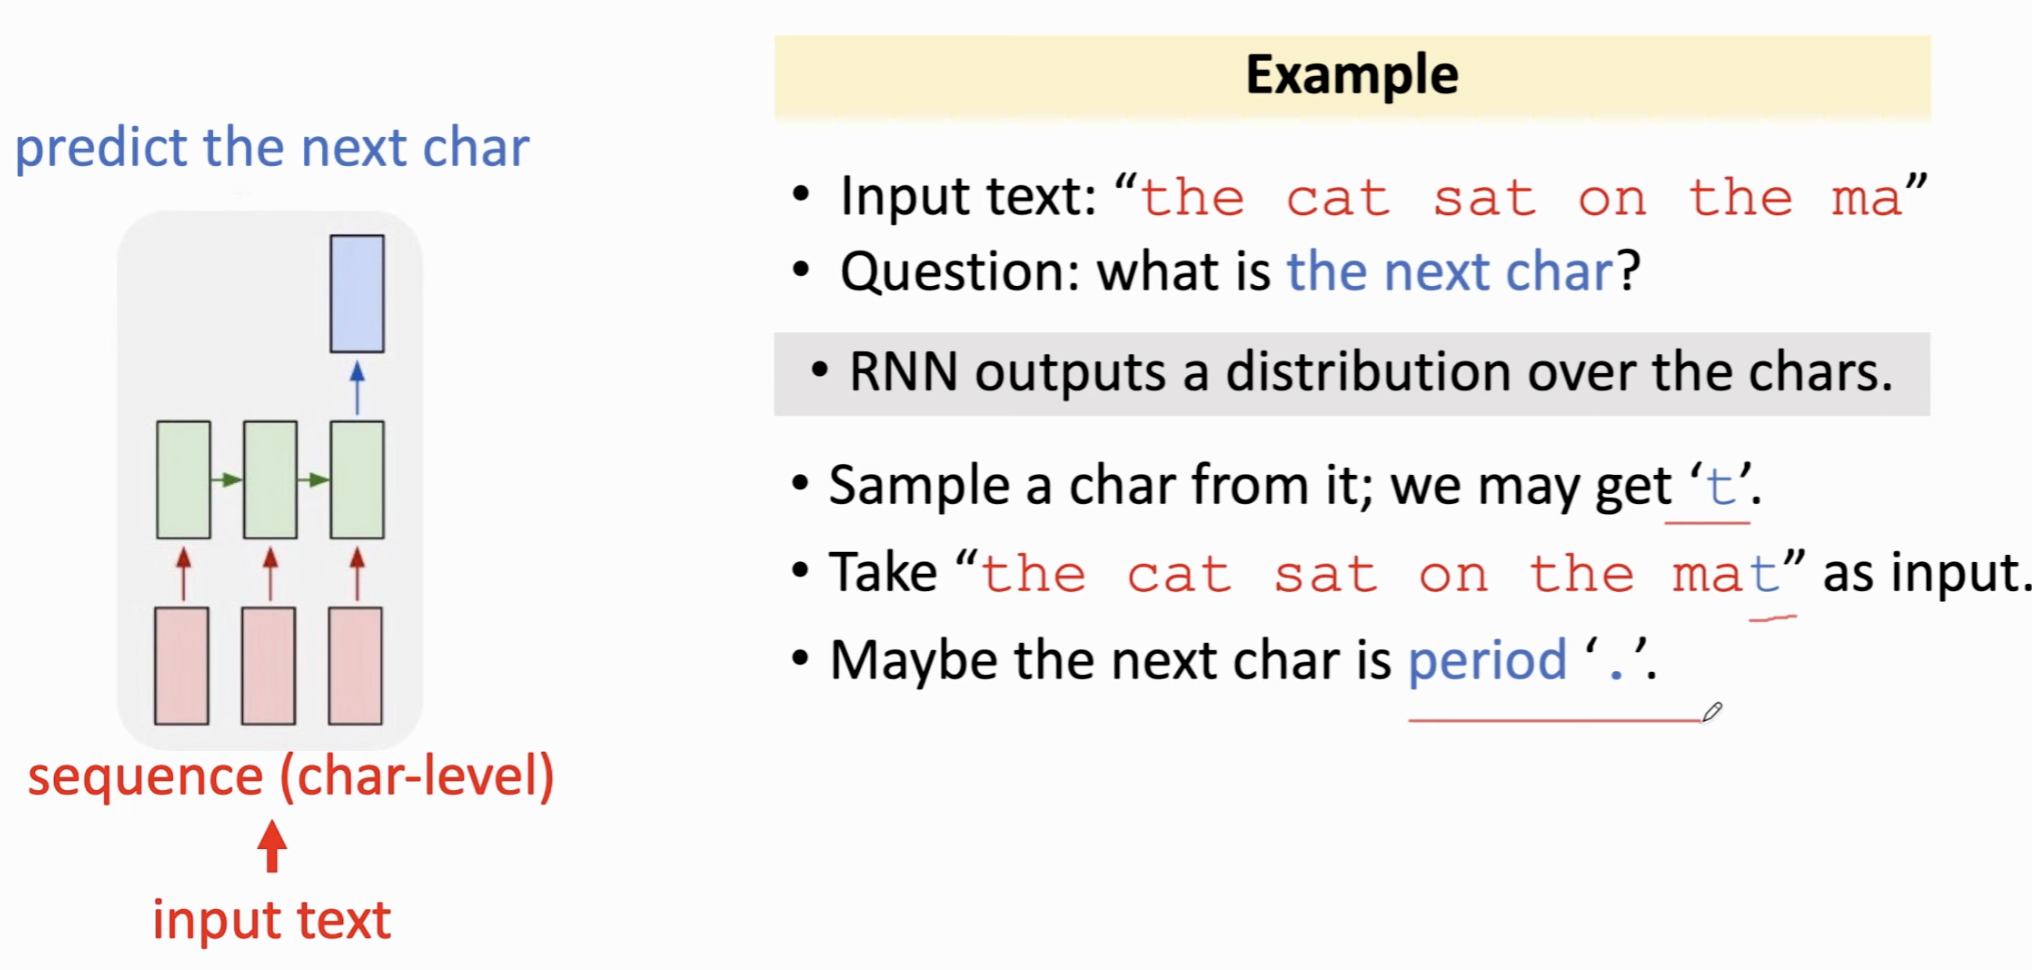 predict the next char
sequence (char-level)
input text
Example
• Input text: “the cat sat on the ma”
• Question: what is the next char?
• RNN outputs a distribution over the chars.
• Sample a char from it; we may get ‘t’.
• Take “the cat sat on the mat” as input.
• Maybe the next char is period ‘.’.